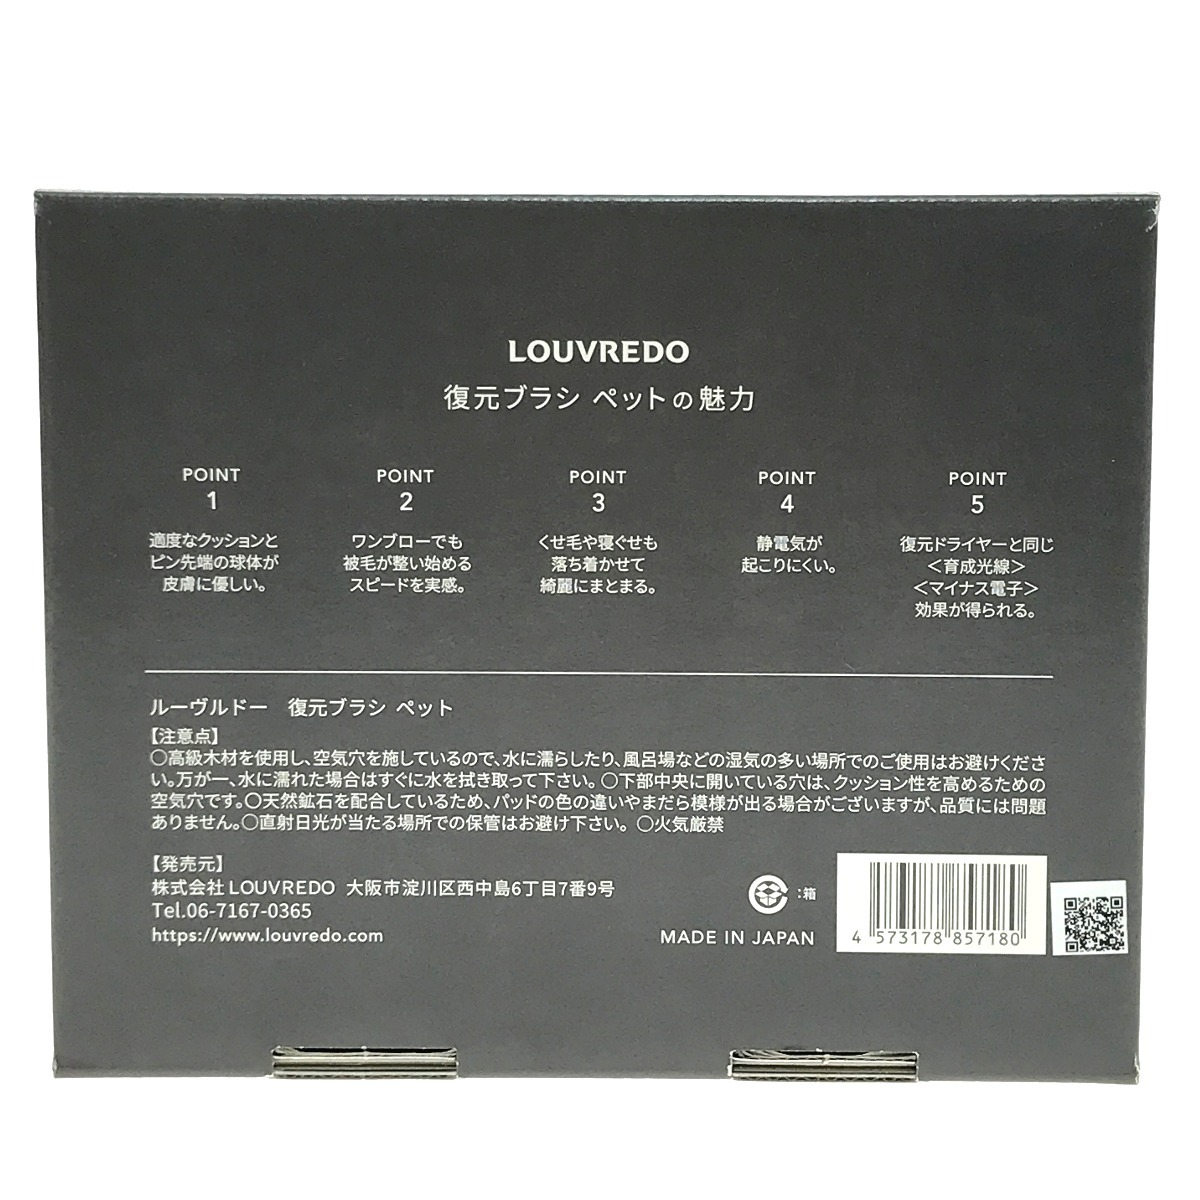 LOUVREDO
復元ブラシ ペットの魅力
POINT
1
適度なクッションと
ピン先端の球体が
皮膚に優しい。
POINT
2
ワンブローでも
被毛が整い始める
スピードを実感。
POINT
3
くせ毛や寝ぐせも
落ち着かせて
綺麗にまとまる。
POINT
4
静電気が
起こりにくい。
POINT
5
復元ドライヤーと同じ
＜育成光線＞
＜マイナス電子＞
効果が得られる。
ルーヴルドー　復元ブラシ ペット
【注意点】
○高級木材を使用し、空気穴を施しているので、水に濡らしたり、風呂場などの湿気の多い場所でのご使用はお避けくださ
い。万が一、水に濡れた場合はすぐに水を拭き取って下さい。 ○下部中央に開いている穴は、クッション性を高めるための
空気穴です。○天然鉱石を配合しているため、パッドの色の違いやまだら模様が出る場合がございますが、品質には問題
ありません。○直射日光が当たる場所での保管はお避け下さい。 ○火気厳禁
【発売元】
株式会社 LOUVREDO 大阪市淀川区西中島6丁目7番9号
Tel.06-7167-0365
https://www.louvredo.com
:箱
MADE IN JAPAN
4 573178 857180